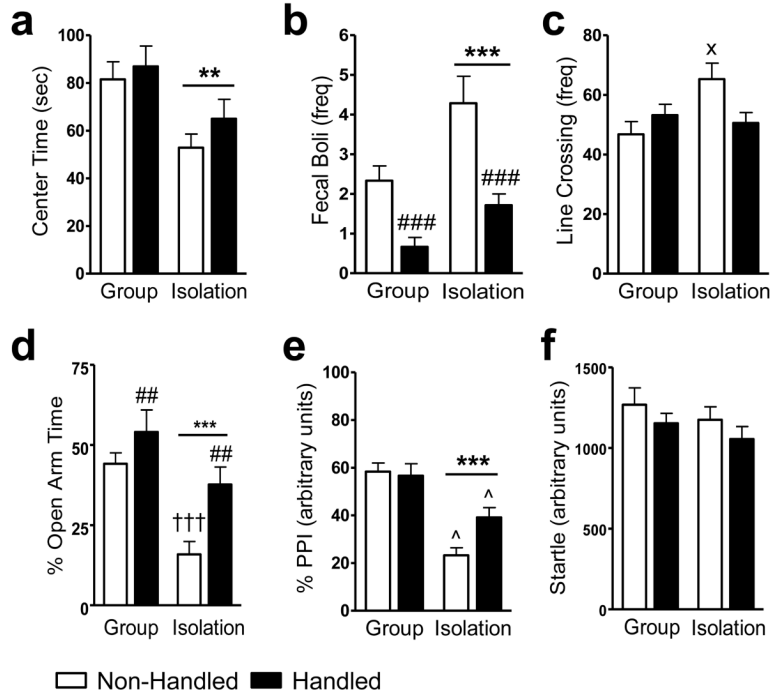 a
Center Time (sec)
100
80
60
40
20
0
**
Group Isolation
b
Fecal Boli (freq)
6
5
4
3
2
1
0
***
###
###
Group Isolation
c
Line Crossing (freq)
80
60
40
20
0
x
Group Isolation
d
% Open Arm Time
75
50
25
0
##
***
##
†††
Group Isolation
e
% PPI (arbitrary units)
100
80
60
40
20
0
***
^
^
Group Isolation
f
Startle (arbitrary units)
1500
1000
500
0
Group Isolation
Non-Handled Handled